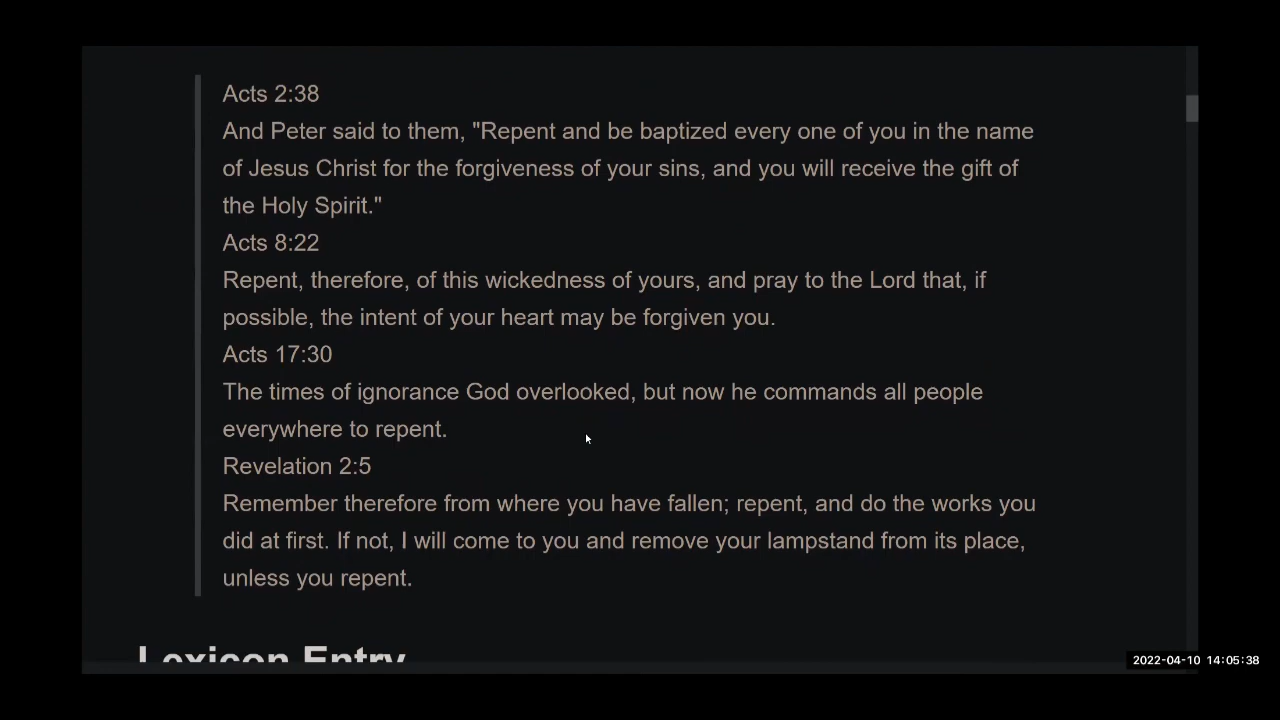 Acts 2:38
And Peter said to them, "Repent and be baptized every one of you in the name
of Jesus Christ for the forgiveness of your sins, and you will receive the gift of
the Holy Spirit."
Acts 8:22
Repent, therefore, of this wickedness of yours, and pray to the Lord that, if
possible, the intent of your heart may be forgiven you.
Acts 17:30
The times of ignorance God overlooked, but now he commands all people
everywhere to repent.
Revelation 2:5
Remember therefore from where you have fallen; repent, and do the works you
did at first. If not, I will come to you and remove your lampstand from its place,
unless you repent.
Lexicon Entry
2022-04-10 14:05:38